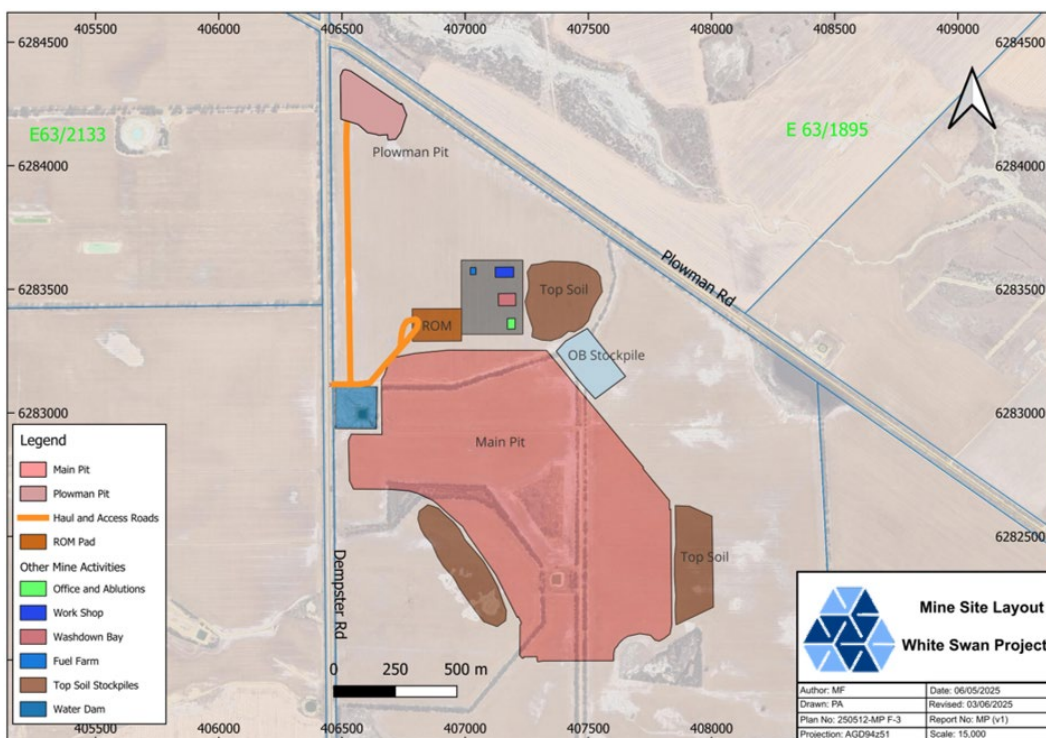 405500 406000 406500 407000 407500 408000 408500 409000
6284500 6284500
E63/2133
E 63/1895
Plowman Pit
6284000 6284000
Plowman Rd
6283500 6283500
Top Soil
ROM
OB Stockpile
6283000 6283000
Main Pit
Legend
Main Pit
Plowman Pit
Haul and Access Roads
ROM Pad
Other Mine Activities
Office and Ablutions
Work Shop
Washdown Bay
Fuel Farm
Top Soil Stockpiles
Water Dam
6282500
Top Soil
Dempster Rd
0 250 500 m
Mine Site Layout
White Swan Project
Author: MF Date: 06/05/2025
Drawn: PA Revised: 03/06/2025
Plan No: 250512-MP F-3 Report No: MP (v1)
Projection: AGD94z51 Scale: 15,000
405500 406000 406500 407000 407500 408000